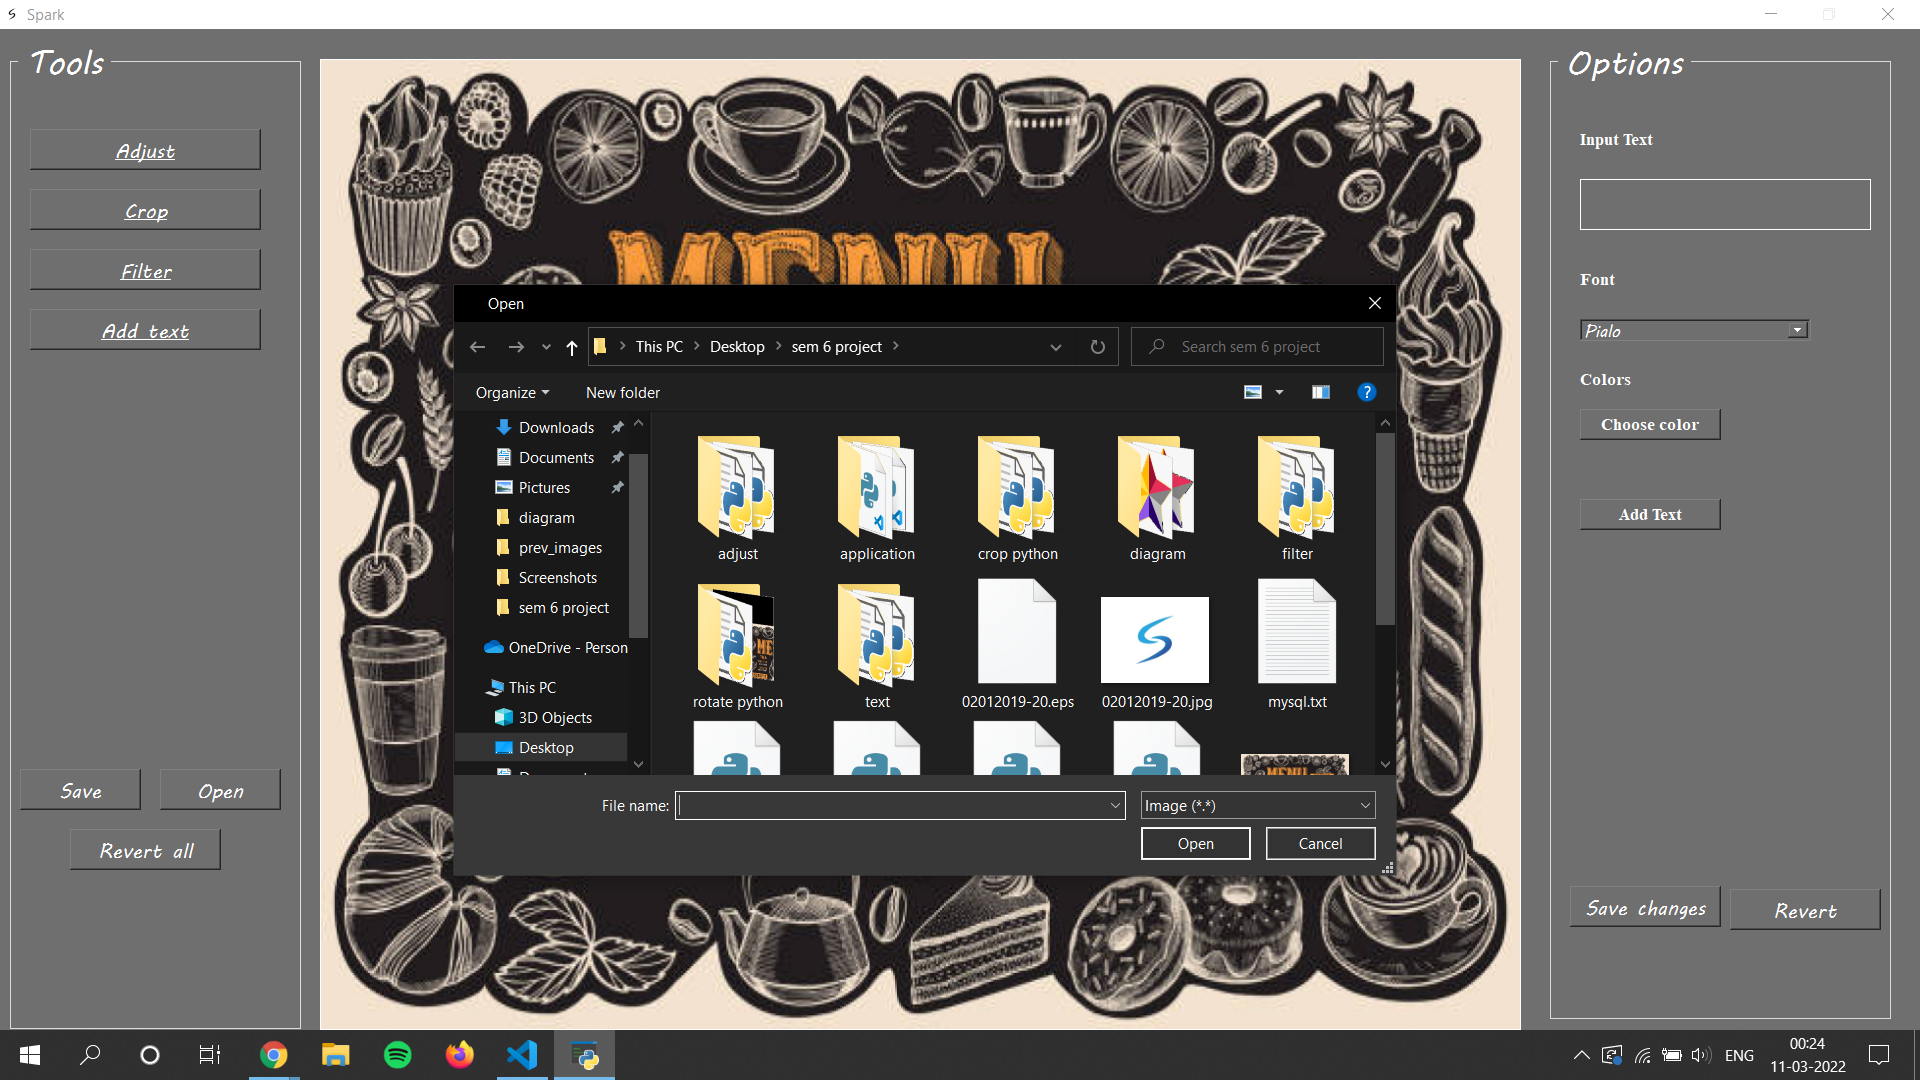 Spark
Tools
Adjust
Crop
Filter
Add text
Save
Open
Revert all
MENU
Open
This PC
Desktop
sem 6 project
Search sem 6 project
Organize
New folder
Downloads
Documents
Pictures
diagram
prev_images
Screenshots
sem 6 project
OneDrive - Person
This PC
3D Objects
Desktop
adjust
application
crop python
diagram
filter
rotate python
text
02012019-20.eps
02012019-20.jpg
mysql.txt
MENU
File name:
Image (*.*)
Open
Cancel
Options
Input Text
Font
Pialo
Colors
Choose color
Add Text
Save changes
Revert
ENG
00:24
11-03-2022